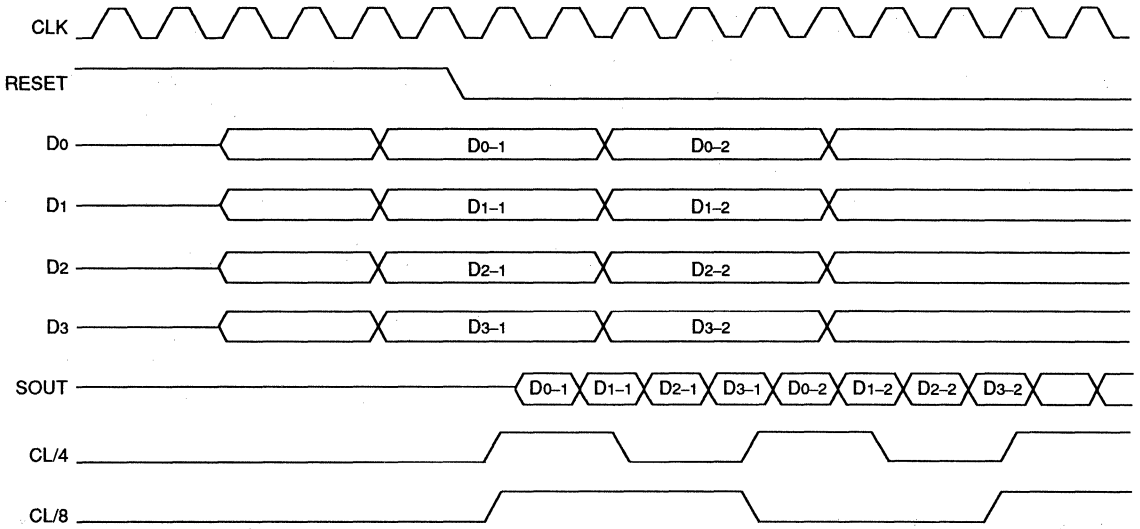 CLK
RESET
D0
D0–1 D0–2
D1
D1–1 D1–2
D2
D2–1 D2–2
D3
D3–1 D3–2
SOUT
D0–1 D1–1 D2–1 D3–1 D0–2 D1–2 D2–2 D3–2
CL/4
CL/8